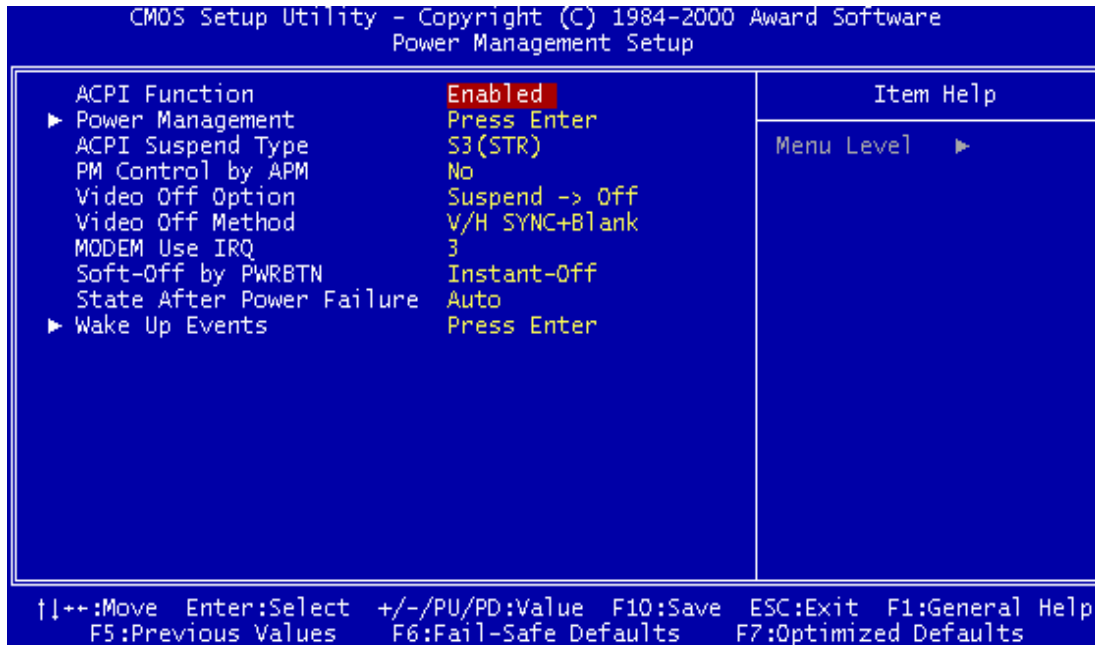 CMOS Setup Utility – Copyright (C) 1984–2000 Award Software
Power Management Setup
ACPI Function Enabled
► Power Management Press Enter
ACPI Suspend Type S3(STR)
PM Control by APM No
Video Off Option Suspend –> Off
Video Off Method V/H SYNC+Blank
MODEM Use IRQ 3
Soft–Off by PWRBTN Instant–Off
State After Power Failure Auto
► Wake Up Events Press Enter
Item Help
Menu Level ►
↑↓←→:Move Enter:Select +/-/PU/PD:Value F10:Save ESC:Exit F1:General Help
F5:Previous Values F6:Fail–Safe Defaults F7:Optimized Defaults